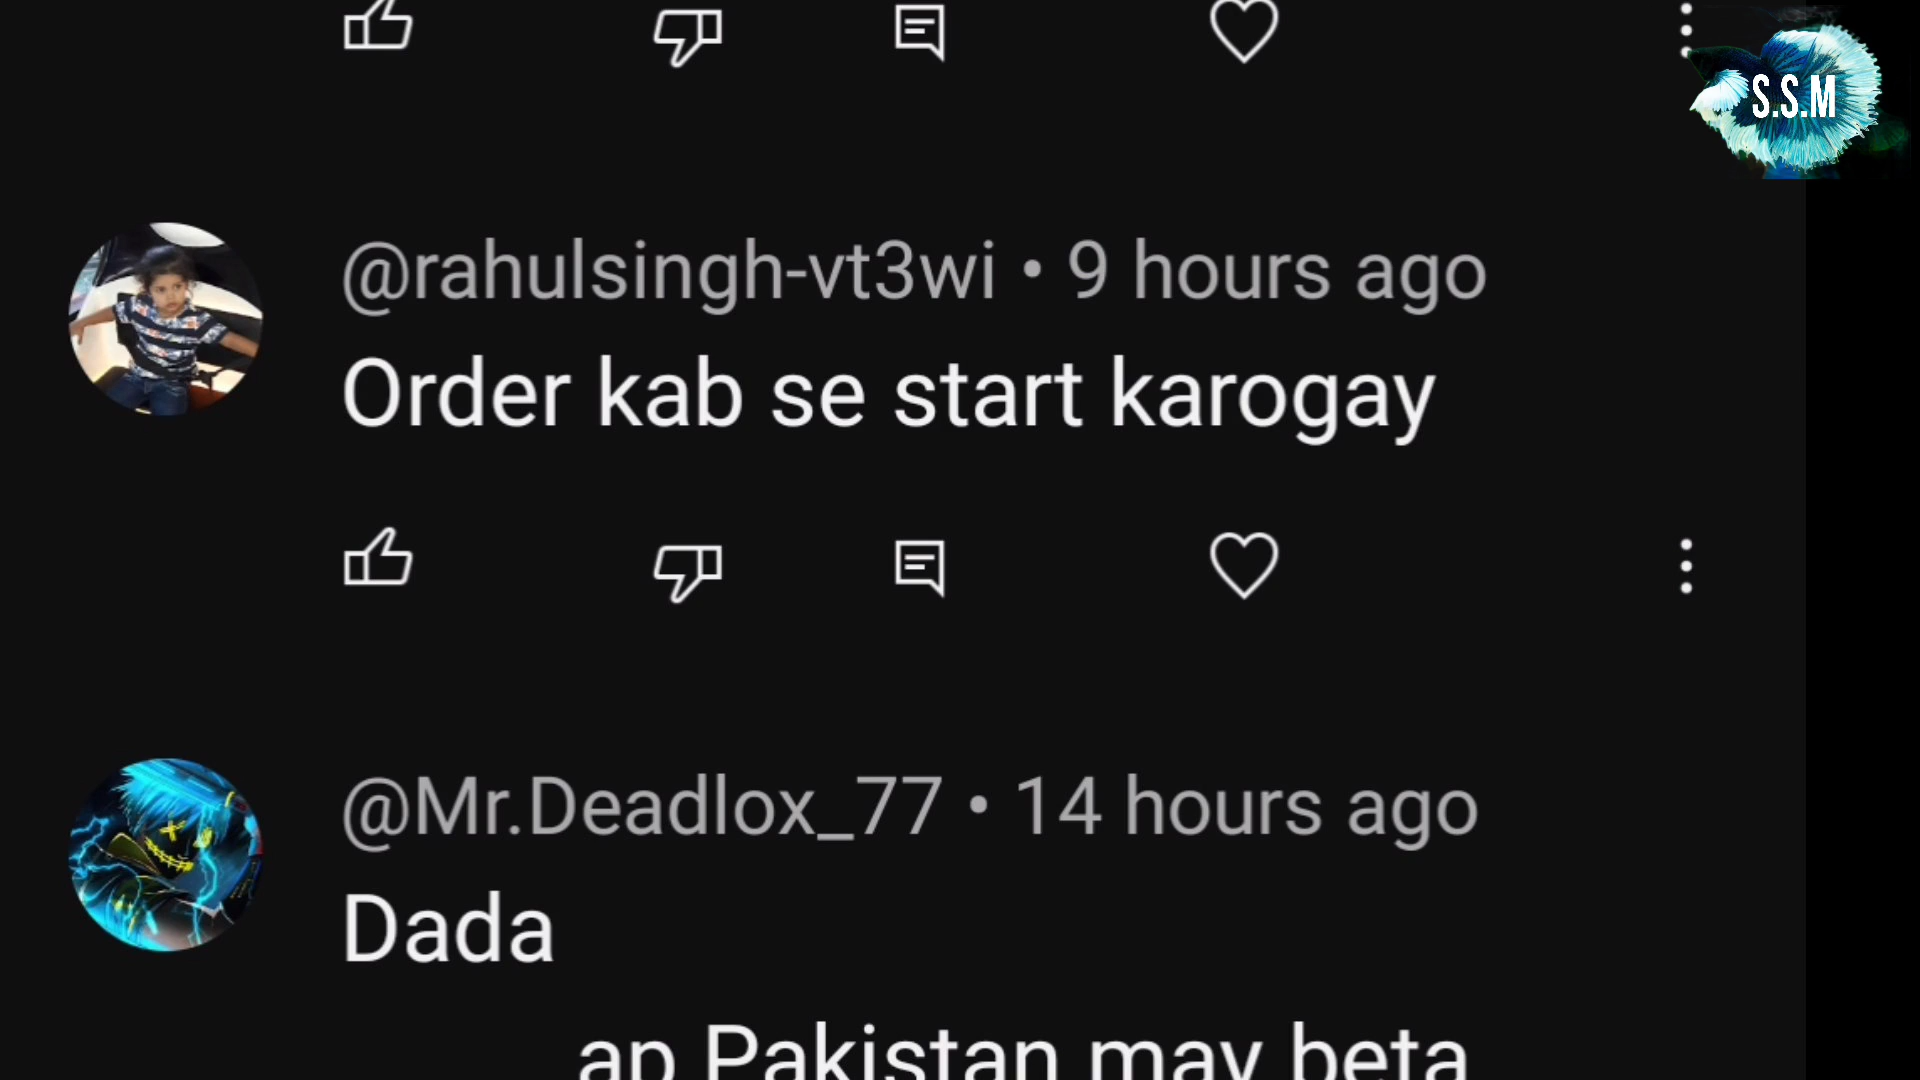 S.S.M
@rahulsingh-vt3wi • 9 hours ago
Order kab se start karogay
@Mr.Deadlox_77 • 14 hours ago
Dada
ap Pakistan may beta